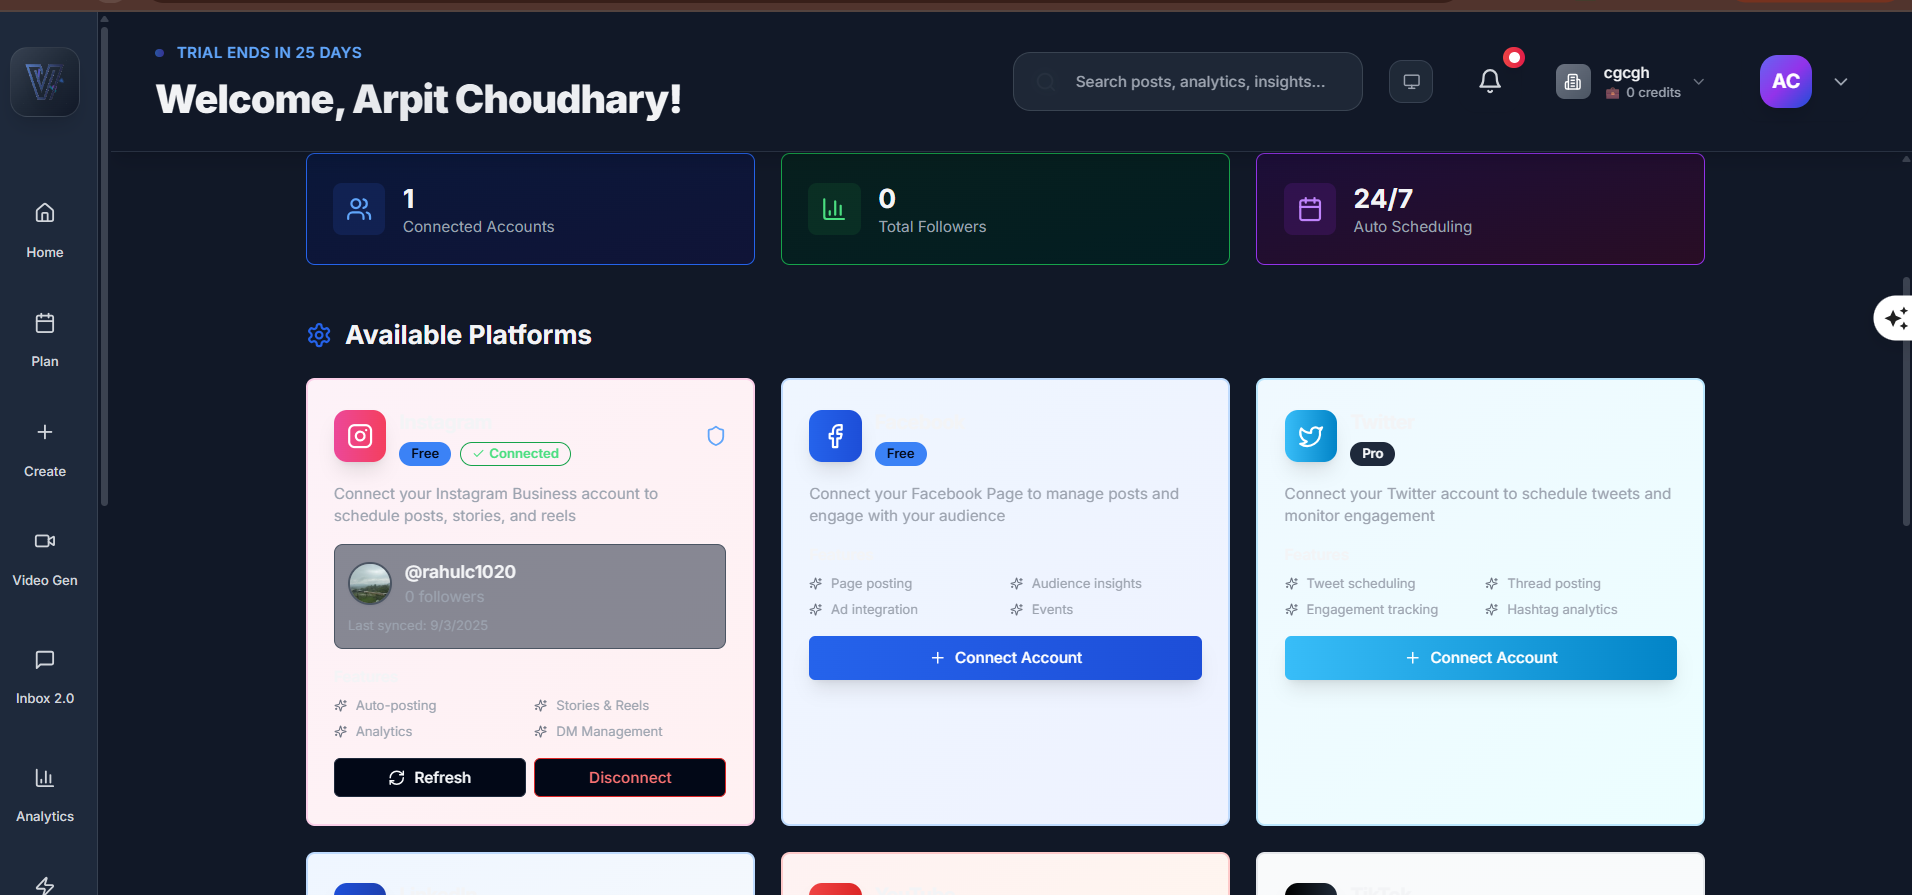 TRIAL ENDS IN 25 DAYS
Welcome, Arpit Choudhary!
Search posts, analytics, insights...
cgcgh
0 credits
AC
Home
Plan
Create
Video Gen
Inbox 2.0
Analytics
1
Connected Accounts
0
Total Followers
24/7
Auto Scheduling
Available Platforms
Free
Connected
Connect your Instagram Business account to
schedule posts, stories, and reels
@rahulc1020
0 followers
Last synced: 9/3/2025
Auto-posting
Stories & Reels
Analytics
DM Management
Refresh
Disconnect
Free
Connect your Facebook Page to manage posts and
engage with your audience
Page posting
Audience insights
Ad integration
Events
Connect Account
Twitter
Pro
Connect your Twitter account to schedule tweets and
monitor engagement
Features
Tweet scheduling
Thread posting
Engagement tracking
Hashtag analytics
Connect Account
TikTok